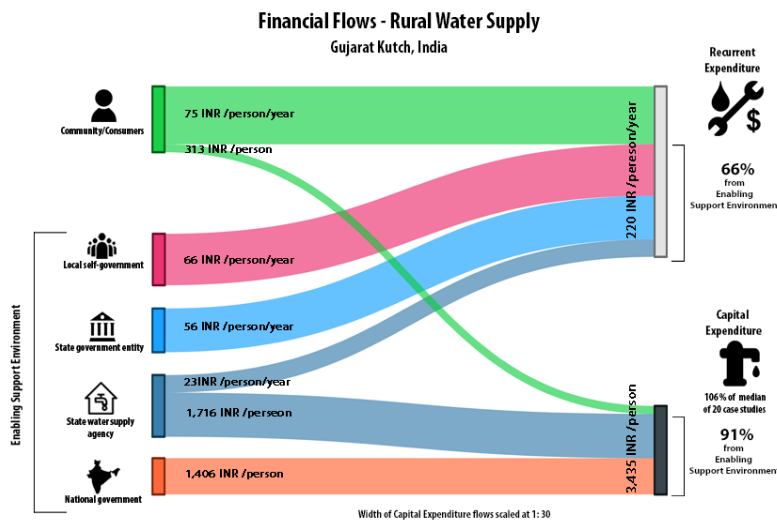 Financial Flows - Rural Water Supply
Gujarat Kutch, India
Community/Consumers
75 INR /person/year
313 INR /person
Enabling Support Environment
Local self-government
66 INR /person/year
State government entity
56 INR /person/year
State water supply
agency
23INR /person/year
1,716 INR /perseon
National government
1,406 INR /person
220 INR /pereson/year
3,435 INR /person
Recurrent
Expenditure
$
66%
from
Enabling
Support Environmen
Capital
Expenditure
106% of median
of 20 case studies
91%
from
Enabling
Support Environmen
Width of Capital Expenditure flows scaled at 1: 30